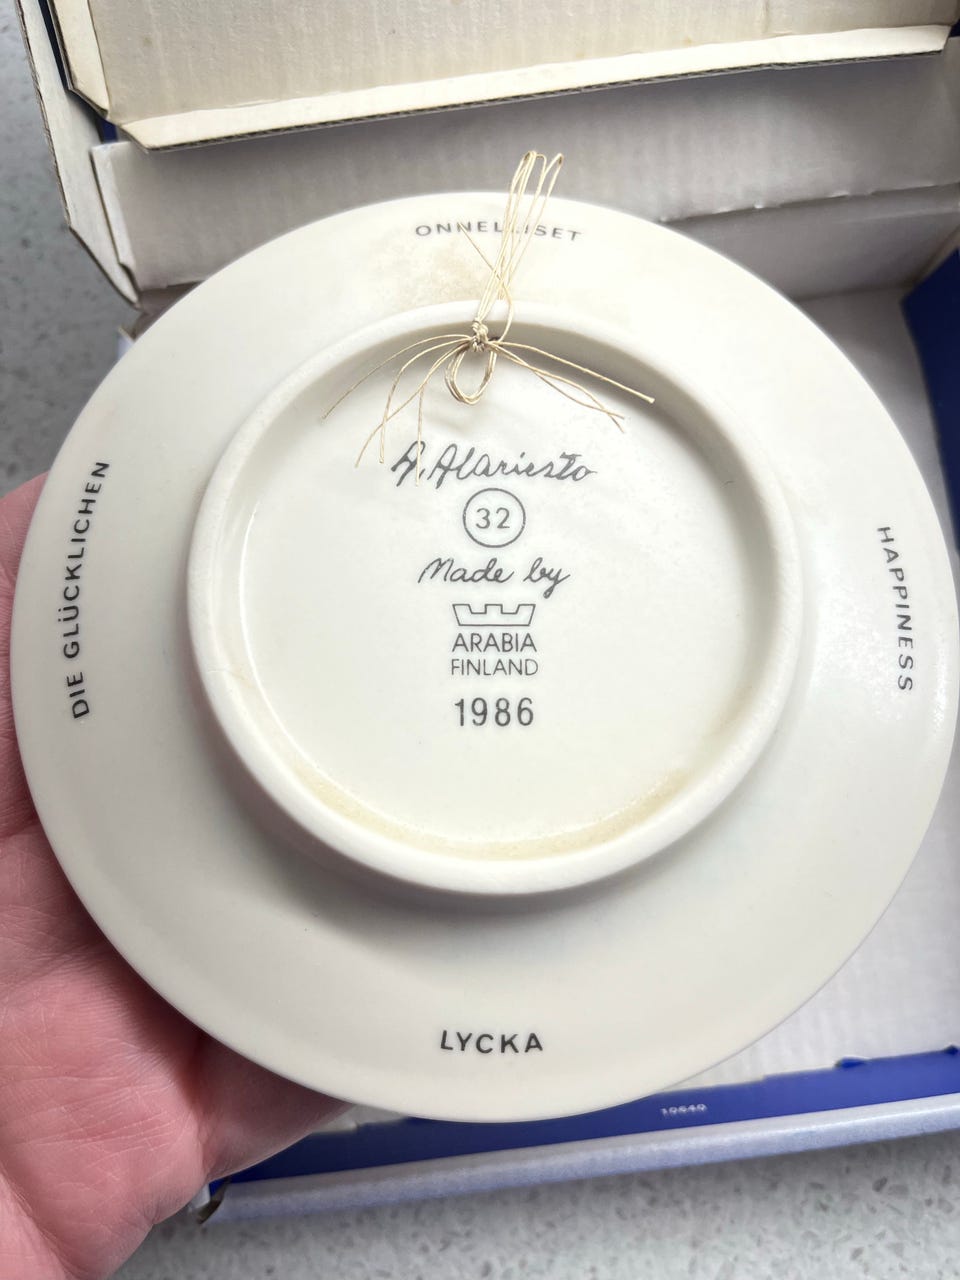 ONNELLISET
A. Alariesto
32
Made by
ARABIA
FINLAND
1986
DIE GLÜCKLICHEN
HAPPINESS
LYCKA